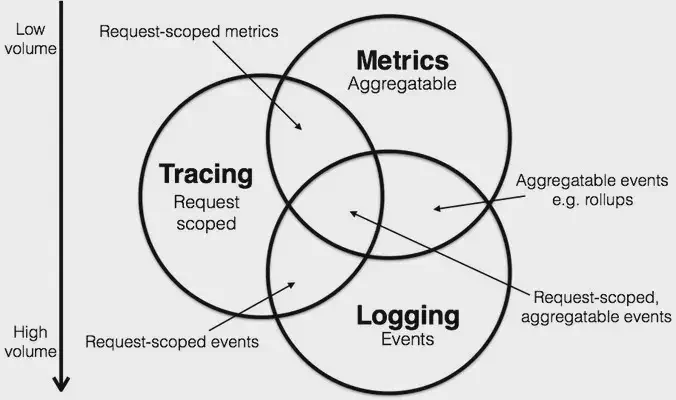 Low
volume
Request-scoped metrics
Metrics
Aggregatable
Tracing
Request
scoped
Aggregatable events
e.g. rollups
Request-scoped,
aggregatable events
Logging
Events
Request-scoped events
High
volume